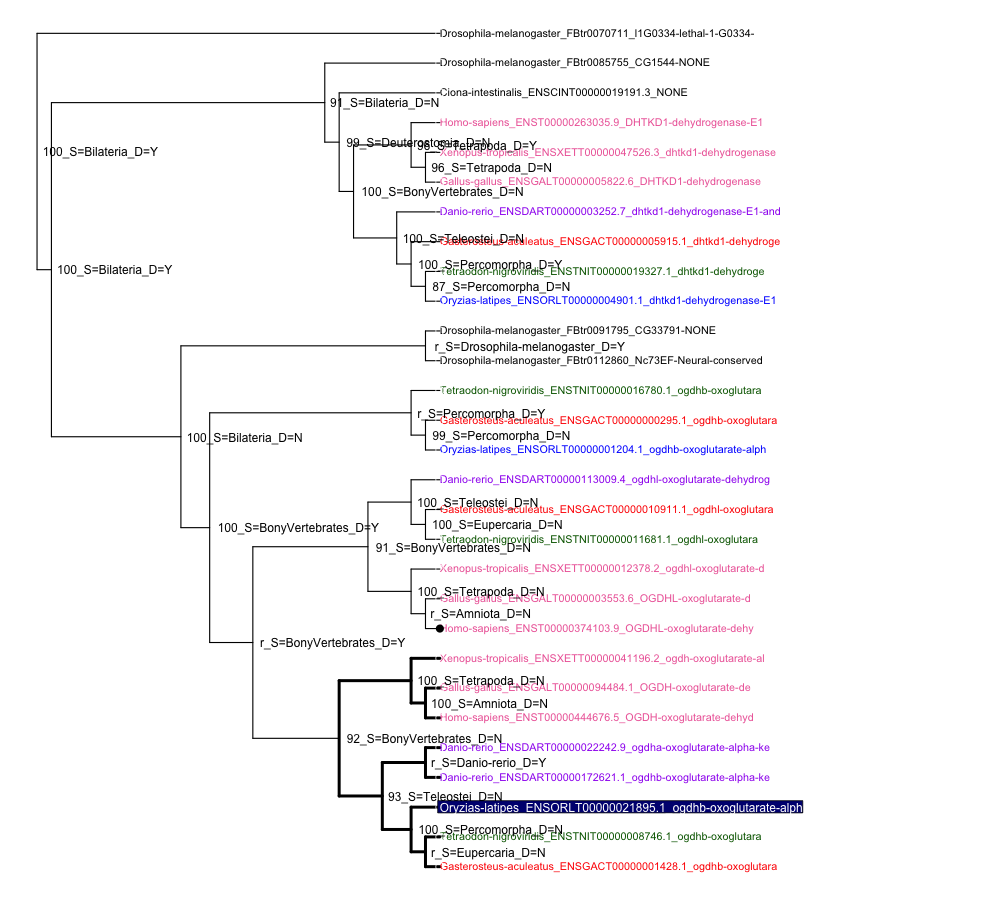 Drosophila-melanogaster_FBtr0070711_l1G0334-lethal-1-G0334-
Drosophila-melanogaster_FBtr0085755_CG1544-NONE
Ciona-intestinalis_ENSCINT00000019191.3_NONE
91_S=Bilateria_D=N
Homo-sapiens_ENST00000263035.9_DHTKD1-dehydrogenase-E1
99_S=Deuterostomia_D=N
96_S=Tetrapoda_D=Y
100_S=Bilateria_D=Y
Xenopus-tropicalis_ENSXETT00000047526.3_dhtkd1-dehydrogenase
96_S=Tetrapoda_D=N
Gallus-gallus_ENSGALT00000005822.6_DHTKD1-dehydrogenase
100_S=BonyVertebrates_D=N
Danio-rerio_ENSDART00000003252.7_dhtkd1-dehydrogenase-E1-and
100_S=Teleostei_D=N
Gasterosteus-aculeatus_ENSGACT00000005915.1_dhtkd1-dehydroge
100_S=Percomorpha_D=Y
100_S=Bilateria_D=Y
Tetraodon-nigroviridis_ENSTNIT00000019327.1_dhtkd1-dehydroge
87_S=Percomorpha_D=N
Oryzias-latipes_ENSORLT00000004901.1_dhtkd1-dehydrogenase-E1
Drosophila-melanogaster_FBtr0091795_CG33791-NONE
r_S=Drosophila-melanogaster_D=Y
Drosophila-melanogaster_FBtr0112860_Nc73EF-Neural-conserved
Tetraodon-nigroviridis_ENSTNIT00000016780.1_ogdhb-oxoglutara
r_S=Percomorpha_D=Y
Gasterosteus-aculeatus_ENSGACT00000000295.1_ogdhb-oxoglutara
99_S=Percomorpha_D=N
100_S=Bilateria_D=N
Oryzias-latipes_ENSORLT00000001204.1_ogdhb-oxoglutarate-alph
Danio-rerio_ENSDART00000113009.4_ogdhl-oxoglutarate-dehydrog
100_S=Teleostei_D=N
Gasterosteus-aculeatus_ENSGACT00000010911.1_ogdhl-oxoglutara
100_S=Eupercaria_D=N
100_S=BonyVertebrates_D=Y
Tetraodon-nigroviridis_ENSTNIT00000011681.1_ogdhl-oxoglutara
91_S=BonyVertebrates_D=N
Xenopus-tropicalis_ENSXETT00000012378.2_ogdhl-oxoglutarate-d
100_S=Tetrapoda_D=N
Gallus-gallus_ENSGALT00000003553.6_OGDHL-oxoglutarate-d
r_S=Amniota_D=N
Homo-sapiens_ENST00000374103.9_OGDHL-oxoglutarate-dehy
r_S=BonyVertebrates_D=Y
Xenopus-tropicalis_ENSXETT00000041196.2_ogdh-oxoglutarate-al
100_S=Tetrapoda_D=N
Gallus-gallus_ENSGALT00000094484.1_OGDH-oxoglutarate-de
100_S=Amniota_D=N
Homo-sapiens_ENST00000444676.5_OGDH-oxoglutarate-dehyd
92_S=BonyVertebrates_D=N
Danio-rerio_ENSDART00000022242.9_ogdha-oxoglutarate-alpha-ke
r_S=Danio-rerio_D=Y
Danio-rerio_ENSDART00000172621.1_ogdhb-oxoglutarate-alpha-ke
93_S=Teleostei_D=N
Oryzias-latipes_ENSORLT00000021895.1_ogdhb-oxoglutarate-alph
100_S=Percomorpha_D=N
Tetraodon-nigroviridis_ENSTNIT00000008746.1_ogdhb-oxoglutara
r_S=Eupercaria_D=N
Gasterosteus-aculeatus_ENSGACT00000001428.1_ogdhb-oxoglutara